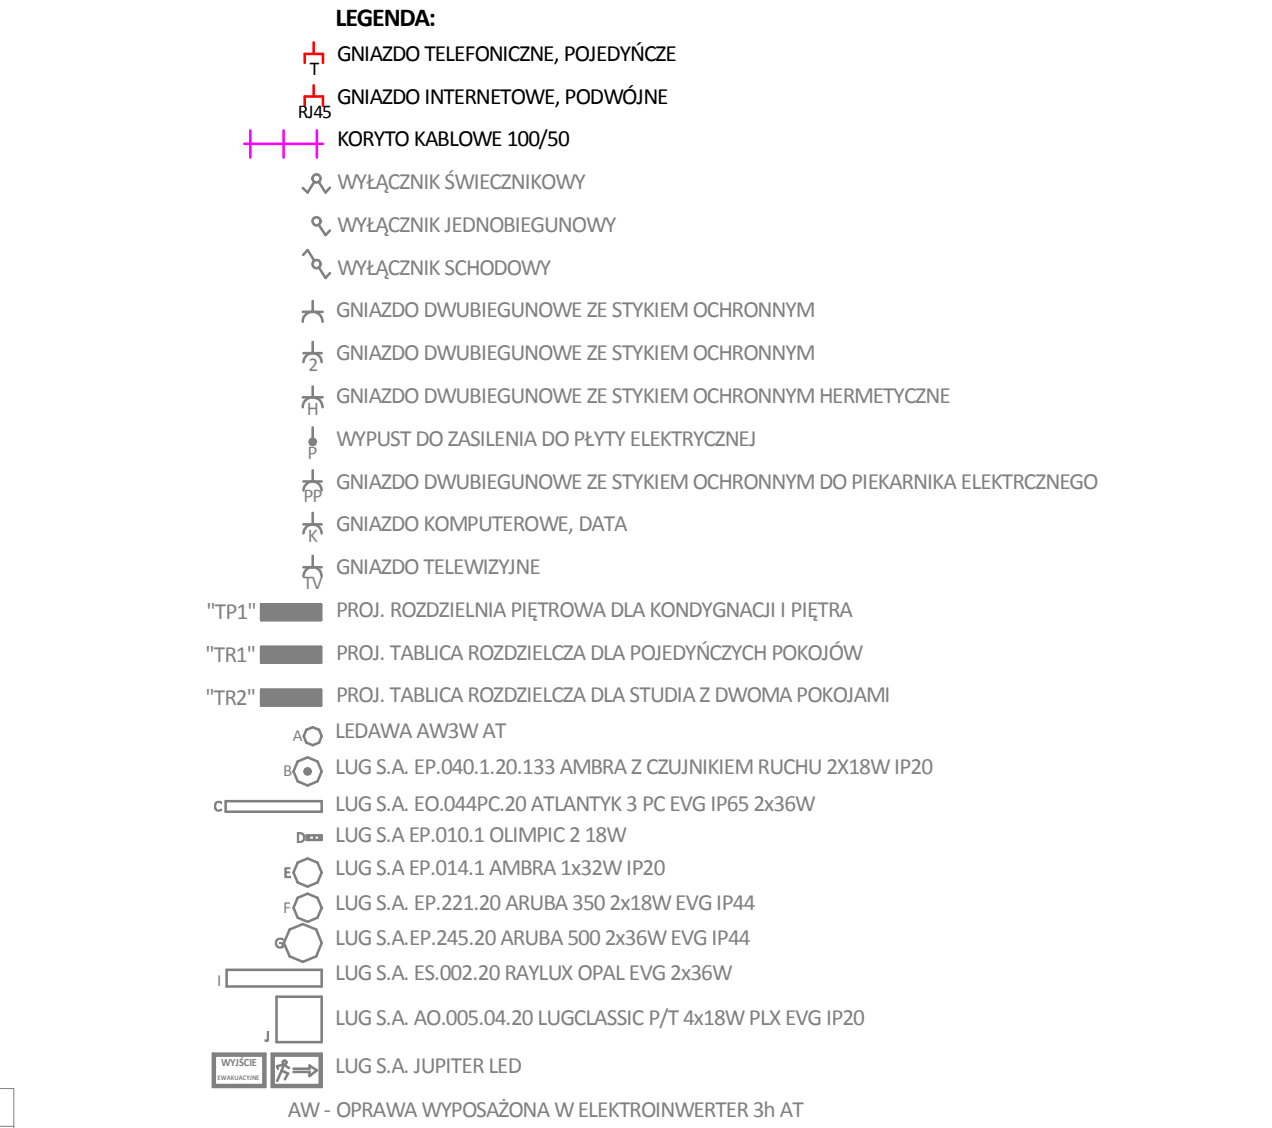 LEGENDA:
T GNIAZDO TELEFONICZNE, POJEDYŃCZE
RJ45 GNIAZDO INTERNETOWE, PODWÓJNE
KORYTO KABLOWE 100/50
WYŁĄCZNIK ŚWIECZNIKOWY
WYŁĄCZNIK JEDNOBIEGUNOWY
WYŁĄCZNIK SCHODOWY
GNIAZDO DWUBIEGUNOWE ZE STYKIEM OCHRONNYM
2 GNIAZDO DWUBIEGUNOWE ZE STYKIEM OCHRONNYM
H GNIAZDO DWUBIEGUNOWE ZE STYKIEM OCHRONNYM HERMETYCZNE
P WYPUST DO ZASILENIA DO PŁYTY ELEKTRYCZNEJ
PP GNIAZDO DWUBIEGUNOWE ZE STYKIEM OCHRONNYM DO PIEKARNIKA ELEKTRCZNEGO
K GNIAZDO KOMPUTEROWE, DATA
TV GNIAZDO TELEWIZYJNE
"TP1" PROJ. ROZDZIELNIA PIĘTROWA DLA KONDYGNACJI I PIĘTRA
"TR1" PROJ. TABLICA ROZDZIELCZA DLA POJEDYŃCZYCH POKOJÓW
"TR2" PROJ. TABLICA ROZDZIELCZA DLA STUDIA Z DWOMA POKOJAMI
A LEDAWA AW3W AT
B LUG S.A. EP.040.1.20.133 AMBRA Z CZUJNIKIEM RUCHU 2X18W IP20
C LUG S.A. EO.044PC.20 ATLANTYK 3 PC EVG IP65 2x36W
D LUG S.A EP.010.1 OLIMPIC 2 18W
E LUG S.A EP.014.1 AMBRA 1x32W IP20
F LUG S.A. EP.221.20 ARUBA 350 2x18W EVG IP44
G LUG S.A.EP.245.20 ARUBA 500 2x36W EVG IP44
I LUG S.A. ES.002.20 RAYLUX OPAL EVG 2x36W
J LUG S.A. AO.005.04.20 LUGCLASSIC P/T 4x18W PLX EVG IP20
WYJŚCIE
EWAKUACYJNE
LUG S.A. JUPITER LED
AW - OPRAWA WYPOSAŻONA W ELEKTROINWERTER 3h AT